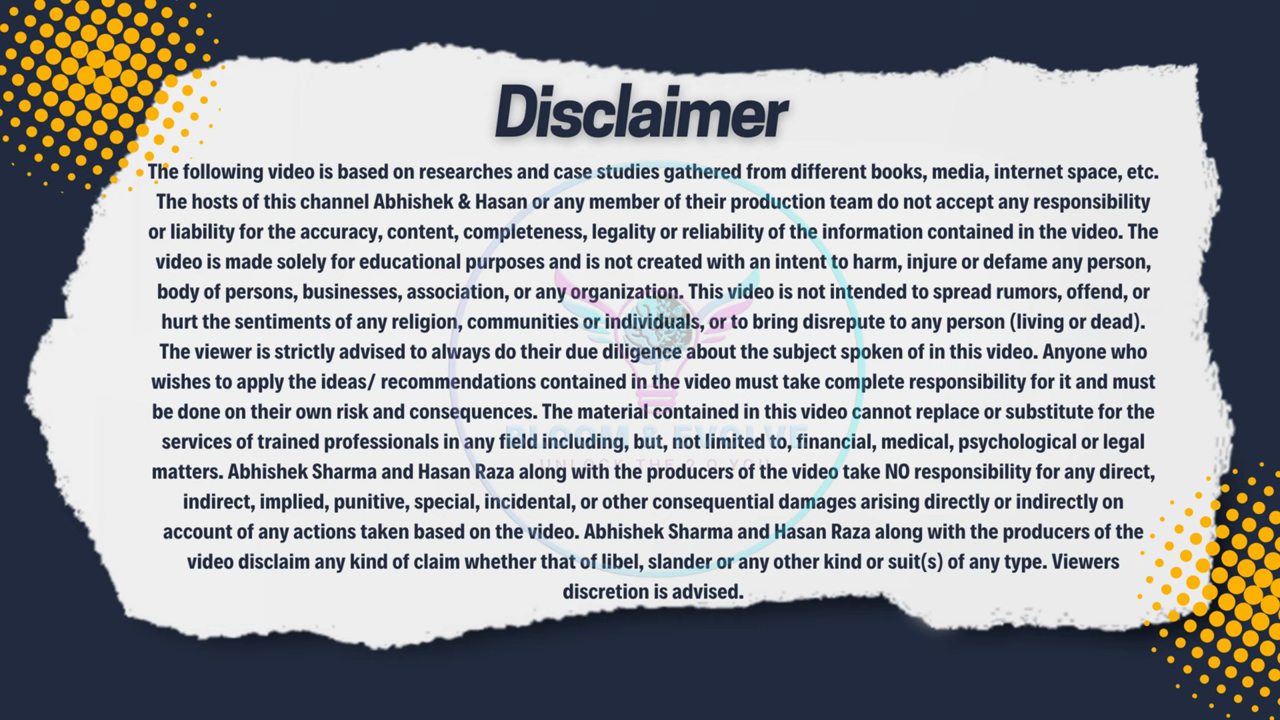 Disclaimer
The following video is based on researches and case studies gathered from different books, media, internet space, etc.
The hosts of this channel Abhishek & Hasan or any member of their production team do not accept any responsibility
or liability for the accuracy, content, completeness, legality or reliability of the information contained in the video. The
video is made solely for educational purposes and is not created with an intent to harm, injure or defame any person,
body of persons, businesses, association, or any organization. This video is not intended to spread rumors, offend, or
hurt the sentiments of any religion, communities or individuals, or to bring disrepute to any person (living or dead).
The viewer is strictly advised to always do their due diligence about the subject spoken of in this video. Anyone who
wishes to apply the ideas/ recommendations contained in the video must take complete responsibility for it and must
be done on their own risk and consequences. The material contained in this video cannot replace or substitute for the
services of trained professionals in any field including, but, not limited to, financial, medical, psychological or legal
matters. Abhishek Sharma and Hasan Raza along with the producers of the video take NO responsibility for any direct,
indirect, implied, punitive, special, incidental, or other consequential damages arising directly or indirectly on
account of any actions taken based on the video. Abhishek Sharma and Hasan Raza along with the producers of the
video disclaim any kind of claim whether that of libel, slander or any other kind or suit(s) of any type. Viewers
discretion is advised.
BLOOM & EVOLVE
UNLOCK THE 2.0 YOU